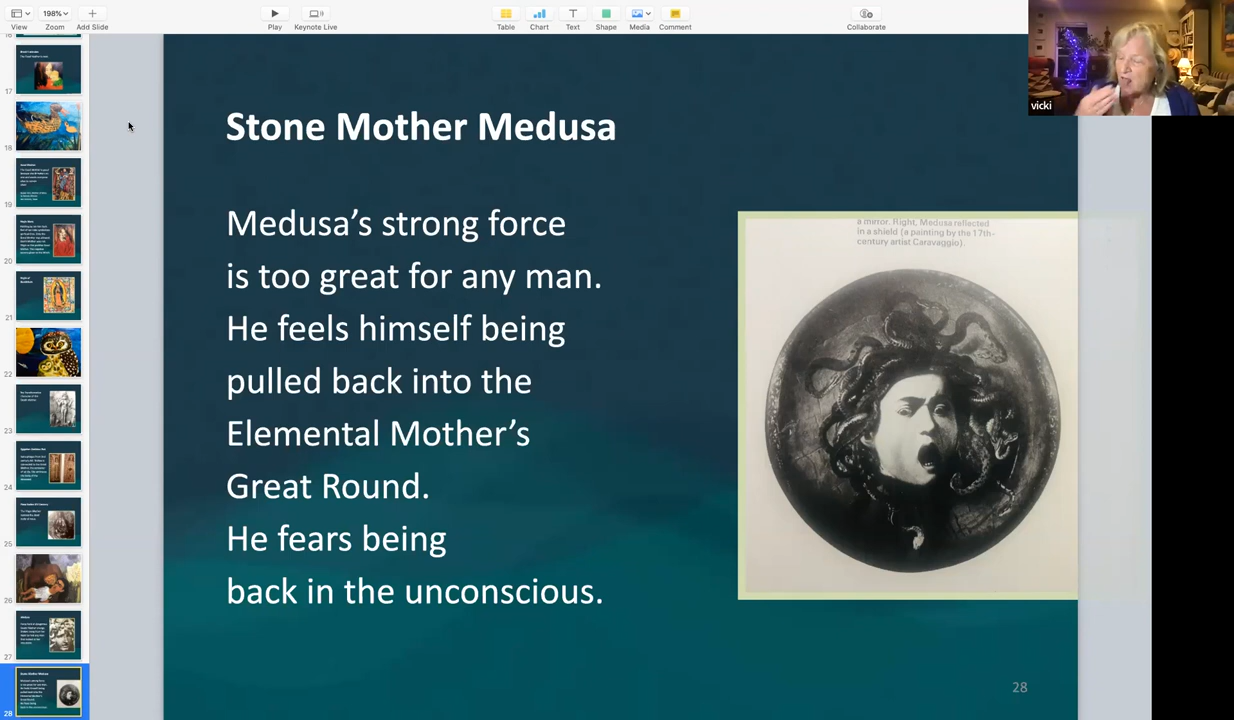 View
198%
Zoom
Add Slide
Play
Keynote Live
Table
Chart
Text
Shape
Media
Comment
Collaborate
vicki
Stone Mother Medusa
Medusa’s strong force
is too great for any man.
He feels himself being
pulled back into the
Elemental Mother’s
Great Round.
He fears being
back in the unconscious.
a mirror. Right, Medusa reflected
in a shield (a painting by the 17th-
century artist Caravaggio).
28
17
18
19
20
21
22
23
24
25
26
27
28
Stone Mother Medusa